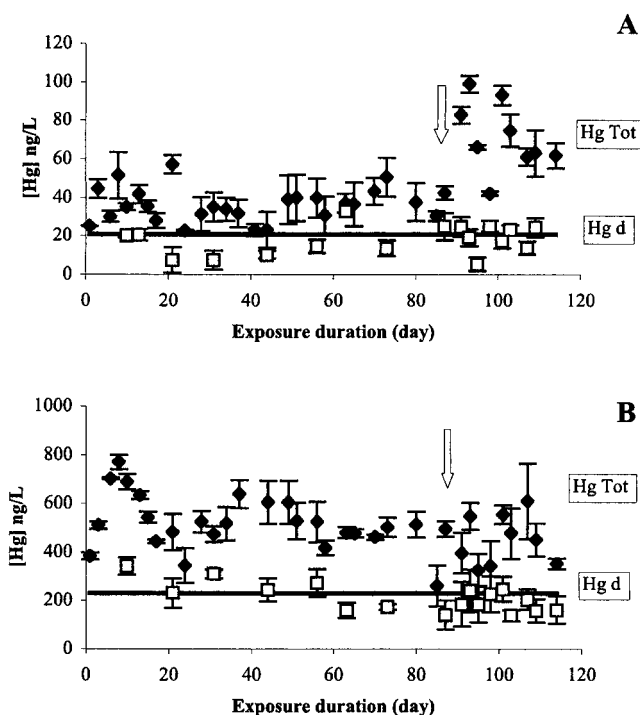 A
120
100
80
60
40
20
0
[Hg] ng/L
Hg Tot
Hg d
0 20 40 60 80 100 120
Exposure duration (day)
B
1000
800
600
400
200
0
[Hg] ng/L
Hg Tot
Hg d
0 20 40 60 80 100 120
Exposure duration (day)